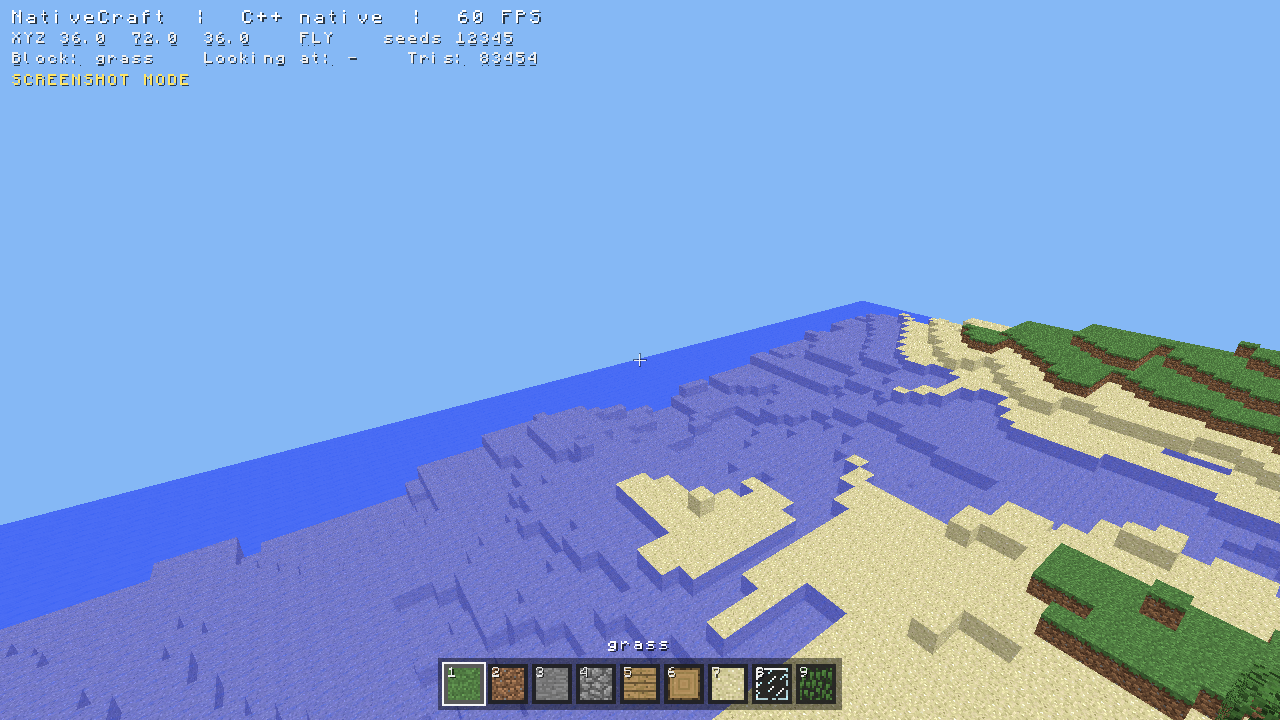 NativeCraft | C++ native | 60 FPS
XYZ 36.0 72.0 36.0 FLY seeds 12345
Block: grass Looking at: - Tris: 83454
SCREENSHOT MODE
grass
1 2 3 4 5 6 7 8 9